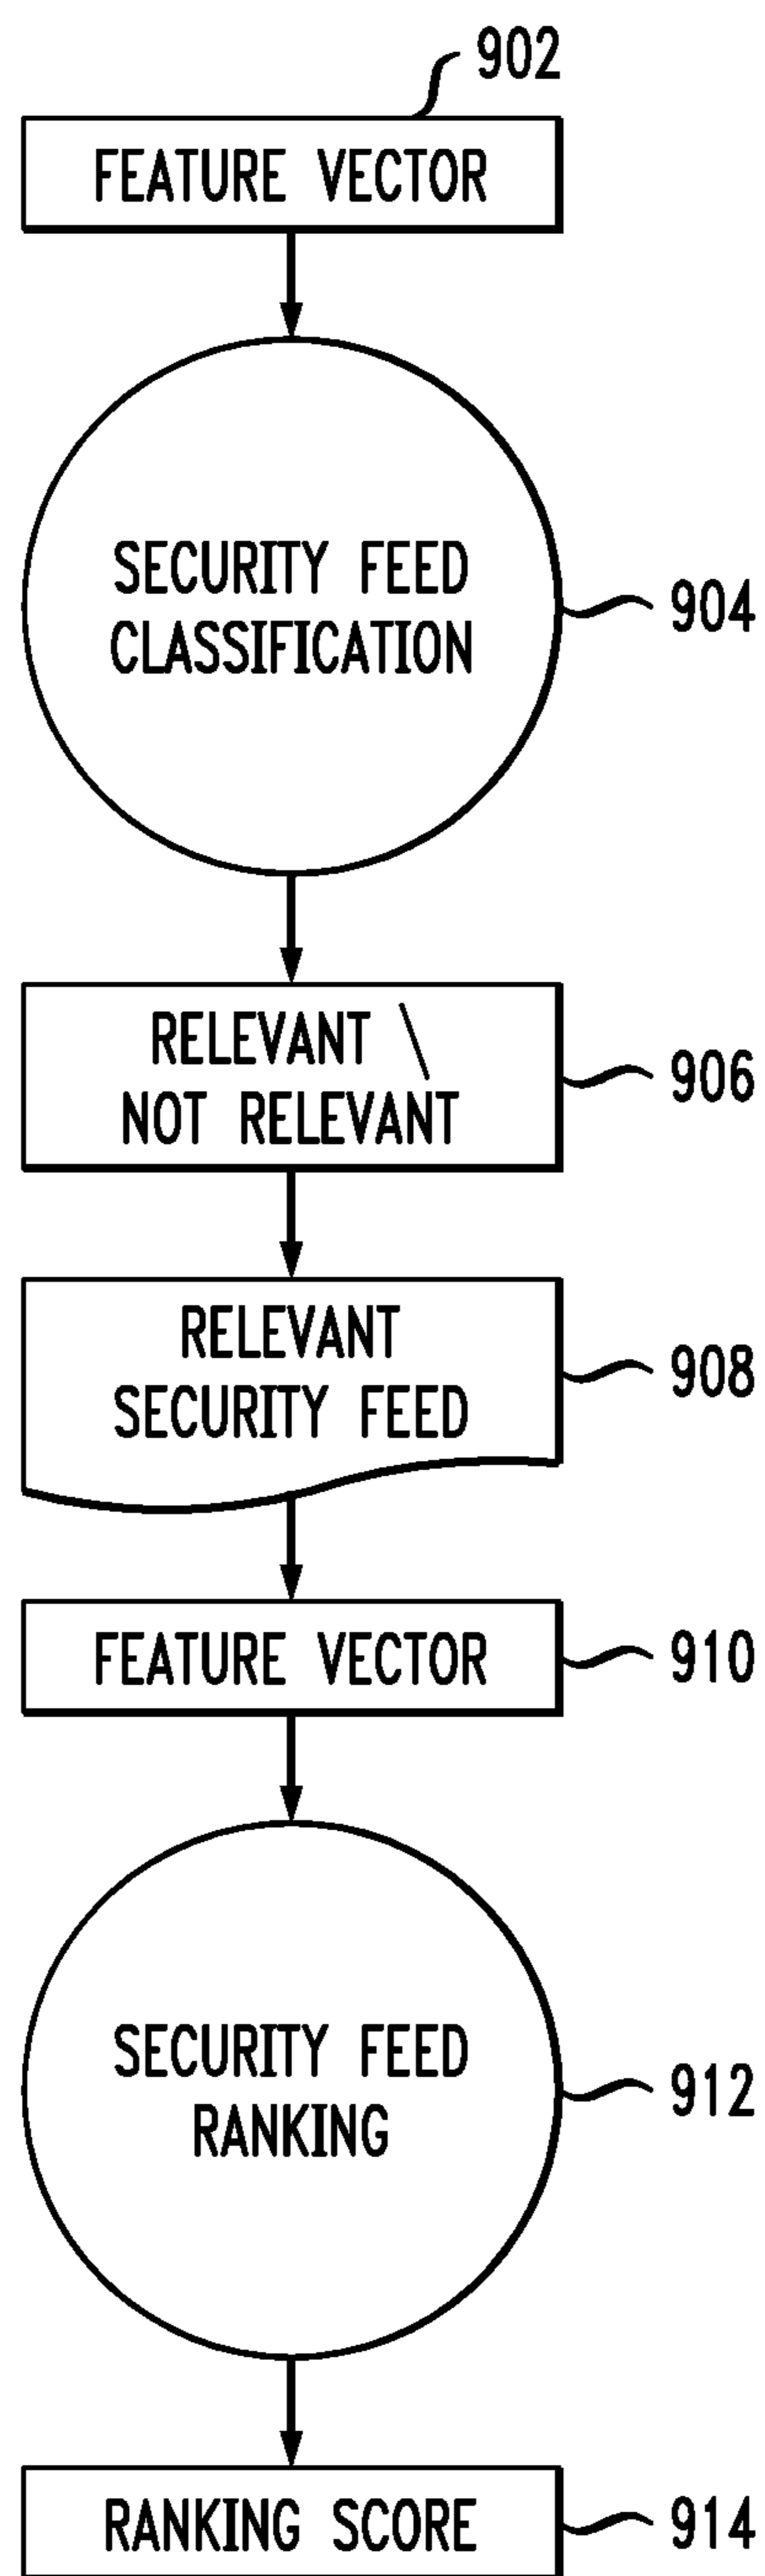 902
FEATURE VECTOR
SECURITY FEED
CLASSIFICATION
904
RELEVANT \
NOT RELEVANT
906
RELEVANT
SECURITY FEED
908
FEATURE VECTOR
910
SECURITY FEED
RANKING
912
RANKING SCORE
914